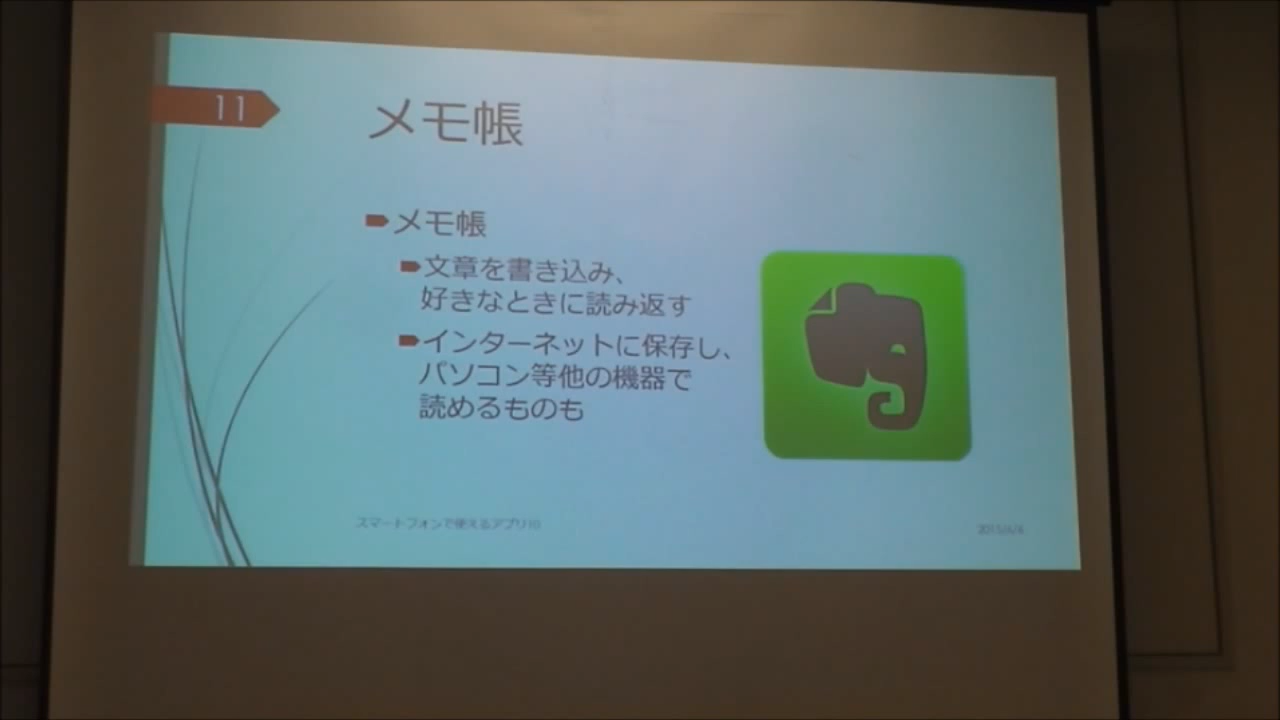 11
メモ帳
メモ帳
文章を書き込み、
好きなときに読み返す
インターネットに保存し、
パソコン等他の機器で
読めるものも
スマートフォンで使えるアプリ10
2015/6/6